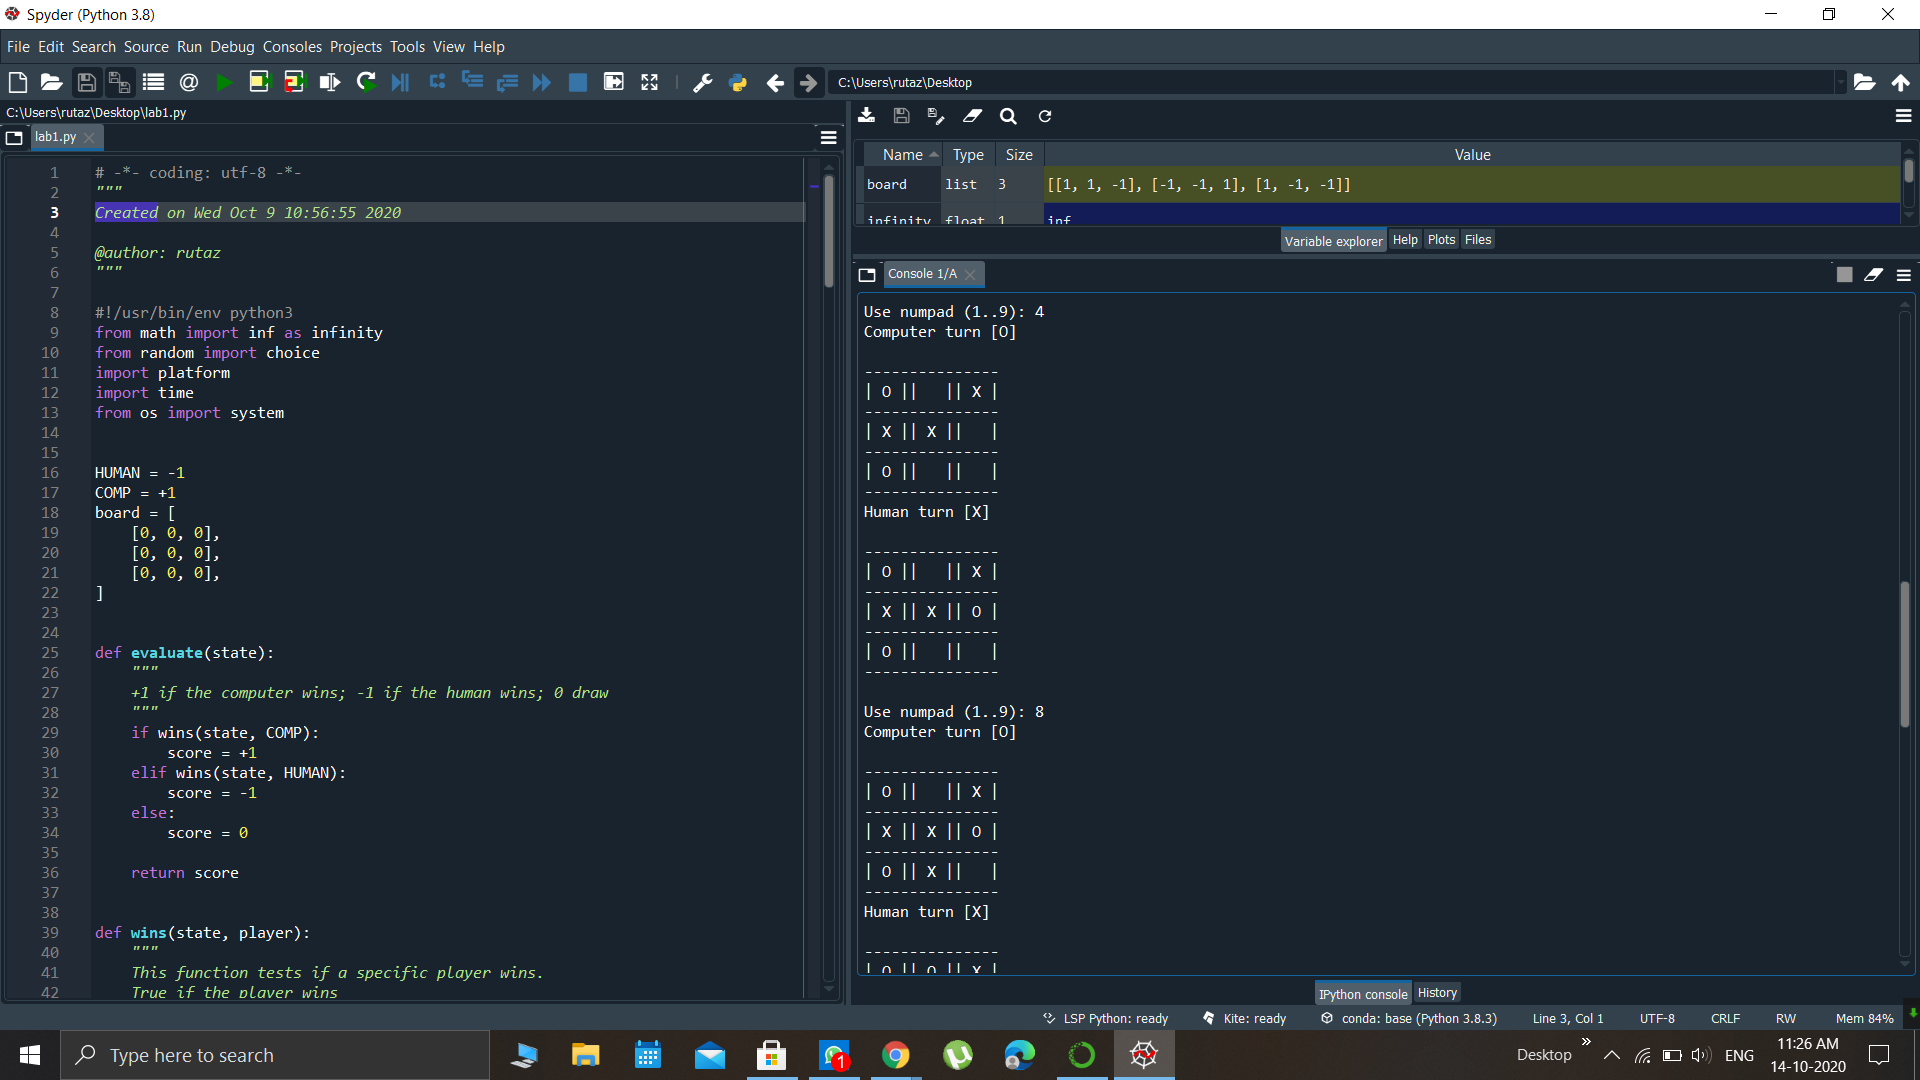 Spyder (Python 3.8)
File Edit Search Source Run Debug Consoles Projects Tools View Help
C:\Users\rutaz\Desktop
C:\Users\rutaz\Desktop\lab1.py
lab1.py
1 # -*- coding: utf-8 -*-
2 """
3 Created on Wed Oct 9 10:56:55 2020
4
5 @author: rutaz
6 """
7
8 #!/usr/bin/env python3
9 from math import inf as infinity
10 from random import choice
11 import platform
12 import time
13 from os import system
14
15
16 HUMAN = -1
17 COMP = +1
18 board = [
19     [0, 0, 0],
20     [0, 0, 0],
21     [0, 0, 0],
22 ]
23
24
25 def evaluate(state):
26     """
27     +1 if the computer wins; -1 if the human wins; 0 draw
28     """
29     if wins(state, COMP):
30         score = +1
31     elif wins(state, HUMAN):
32         score = -1
33     else:
34         score = 0
35
36     return score
37
38
39 def wins(state, player):
40     """
41     This function tests if a specific player wins.
42     True if the player wins
Name Type Size Value
board list 3 [[1, 1, -1], [-1, -1, 1], [1, -1, -1]]
infinity float 1 inf
Variable explorer Help Plots Files
Console 1/A
Use numpad (1..9): 4
Computer turn [O]
---------------
| O ||   || X |
---------------
| X || X ||   |
---------------
| O ||   ||   |
---------------
Human turn [X]
---------------
| O ||   || X |
---------------
| X || X || O |
---------------
| O ||   ||   |
---------------
Use numpad (1..9): 8
Computer turn [O]
---------------
| O ||   || X |
---------------
| X || X || O |
---------------
| O || X ||   |
---------------
Human turn [X]
---------------
| O || O || X |
IPython console History
LSP Python: ready Kite: ready conda: base (Python 3.8.3) Line 3, Col 1 UTF-8 CRLF RW Mem 84%
Type here to search
1
Desktop
ENG
11:26 AM
14-10-2020